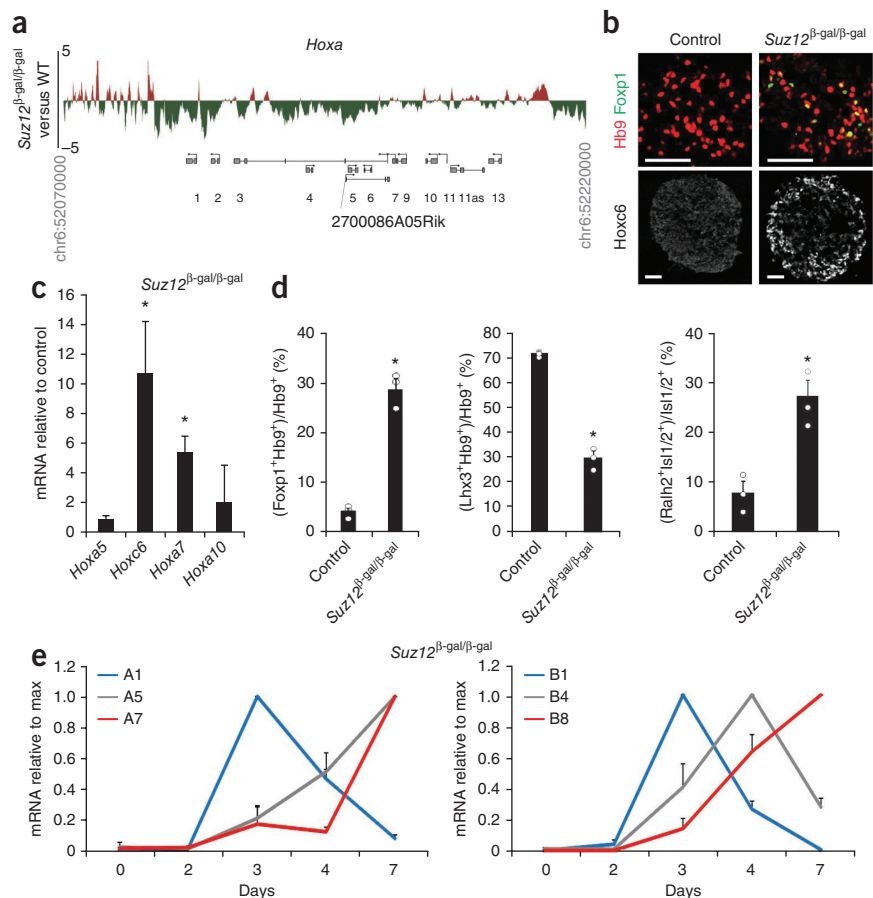 a
Hoxa
Suz12β-gal/β-gal
versus WT
5
–5
chr6:52070000
chr6:52220000
1 2 3 4 5 6 7 9 10 11 11as 13
2700086A05Rik
b
Control
Suz12β-gal/β-gal
Hb9 Foxp1
Hoxc6
c
Suz12β-gal/β-gal
mRNA relative to control
16
14
12
10
8
6
4
2
0
*
*
Hoxa5
Hoxc6
Hoxa7
Hoxa10
d
(Foxp1+Hb9+)/Hb9+ (%)
40
30
20
10
0
*
Control
Suz12β-gal/β-gal
(Lhx3+Hb9+)/Hb9+ (%)
80
70
60
50
40
30
20
10
0
*
Control
Suz12β-gal/β-gal
(Ralh2+Isl1/2+)/Isl1/2+ (%)
40
30
20
10
0
*
Control
Suz12β-gal/β-gal
e
Suz12β-gal/β-gal
mRNA relative to max
1.2
1.0
0.8
0.6
0.4
0.2
0
A1
A5
A7
0 2 3 4 7
Days
mRNA relative to max
1.2
1.0
0.8
0.6
0.4
0.2
0
B1
B4
B8
0 2 3 4 7
Days